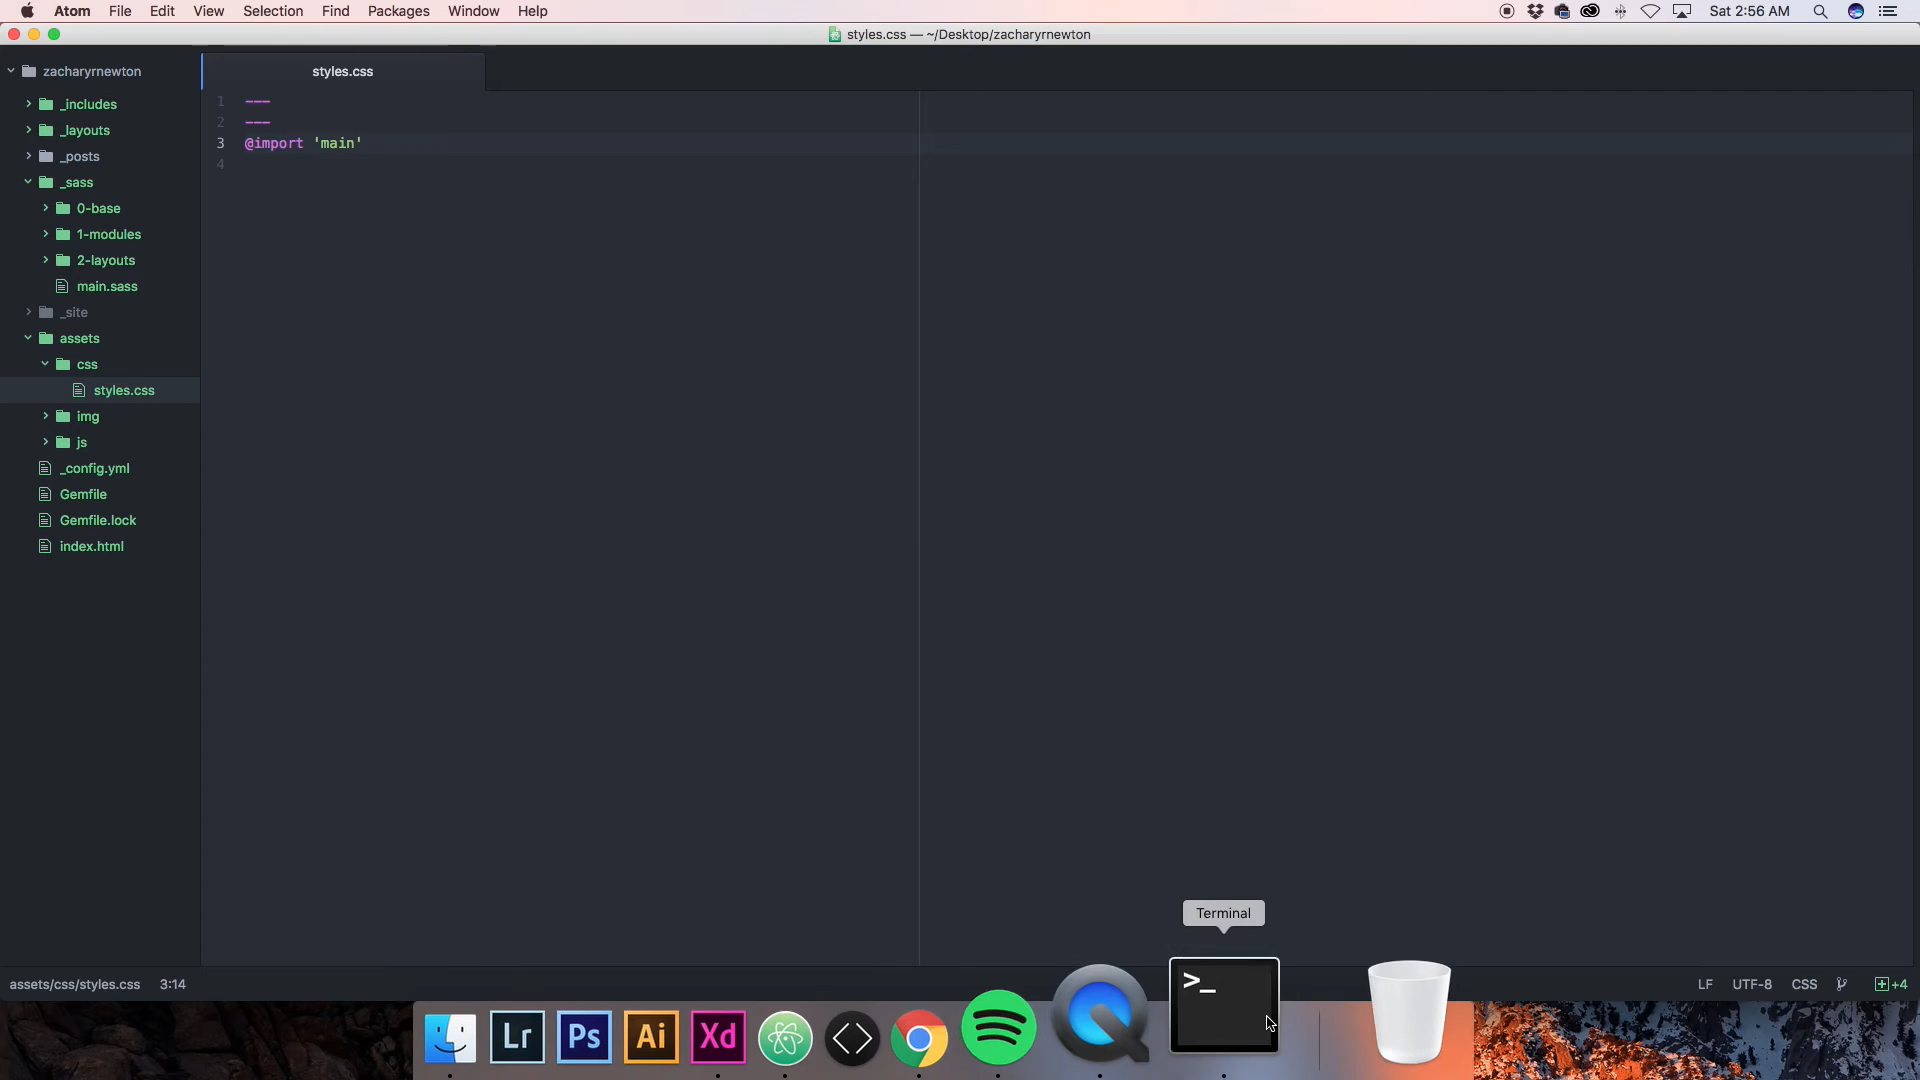 Atom File Edit View Selection Find Packages Window Help
Sat 2:56 AM
styles.css — ~/Desktop/zacharyrnewton
zacharyrnewton
_includes
_layouts
_posts
_sass
0-base
1-modules
2-layouts
main.sass
_site
assets
css
styles.css
img
js
_config.yml
Gemfile
Gemfile.lock
index.html
styles.css
1 ---
2 ---
3 @import 'main'
4
Terminal
>_
assets/css/styles.css 3:14
LF UTF-8 CSS +4
Lr Ps Ai Xd